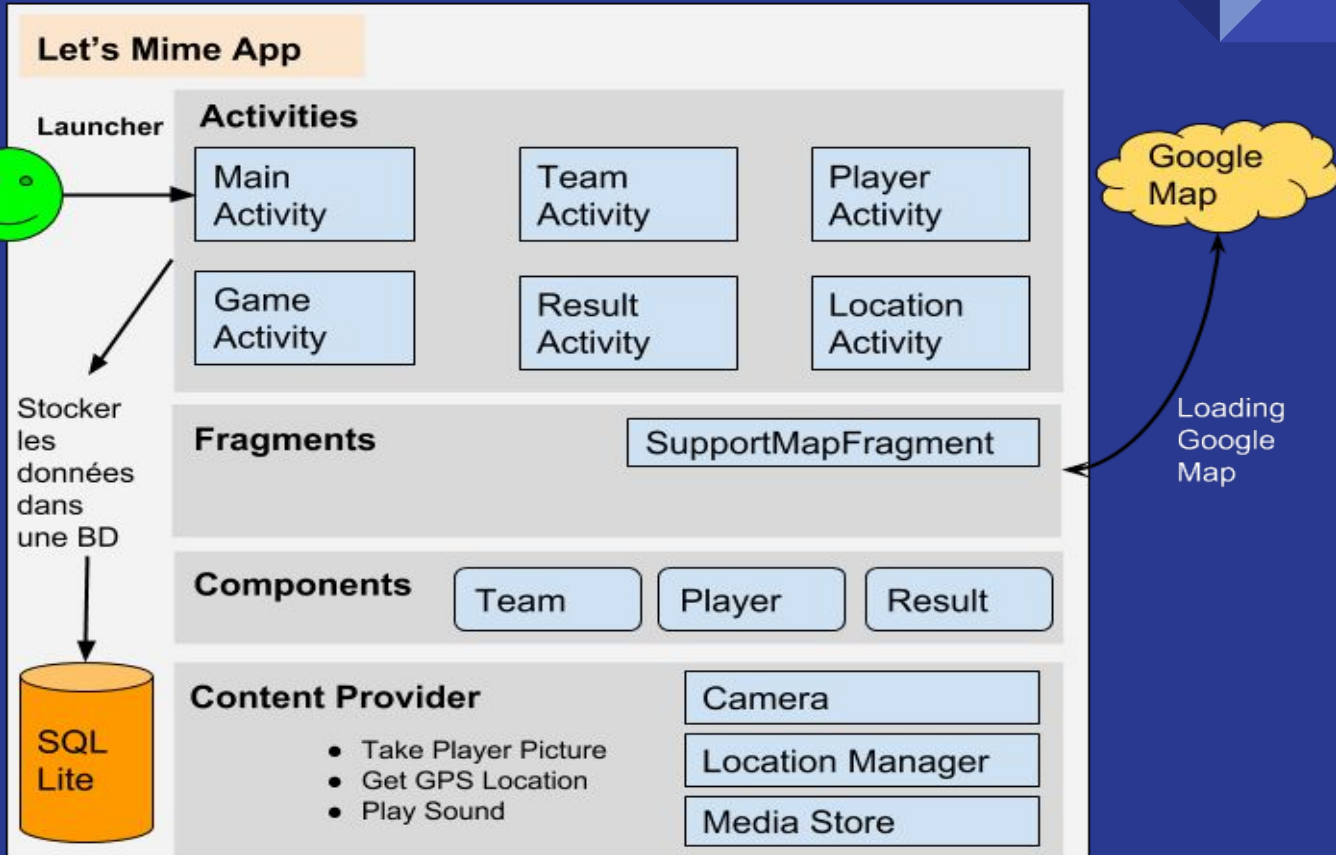 Let's Mime App
Launcher
Activities
Main
Activity
Team
Activity
Player
Activity
Game
Activity
Result
Activity
Location
Activity
Google
Map
Stocker
les
données
dans
une BD
Fragments
SupportMapFragment
Loading
Google
Map
Components
Team
Player
Result
SQL
Lite
Content Provider
● Take Player Picture
● Get GPS Location
● Play Sound
Camera
Location Manager
Media Store